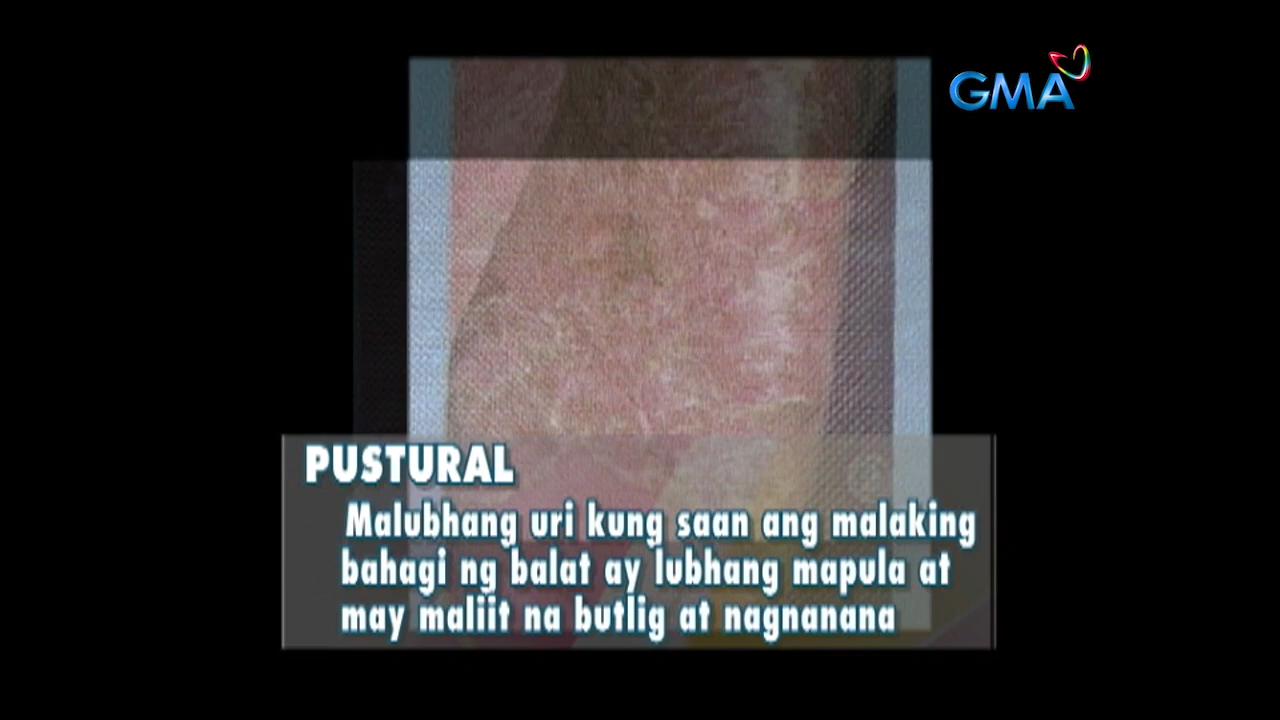 GMA
PUSTURAL
Malubhang uri kung saan ang malaking
bahagi ng balat ay lubhang mapula at
may maliit na butlig at nagnanana